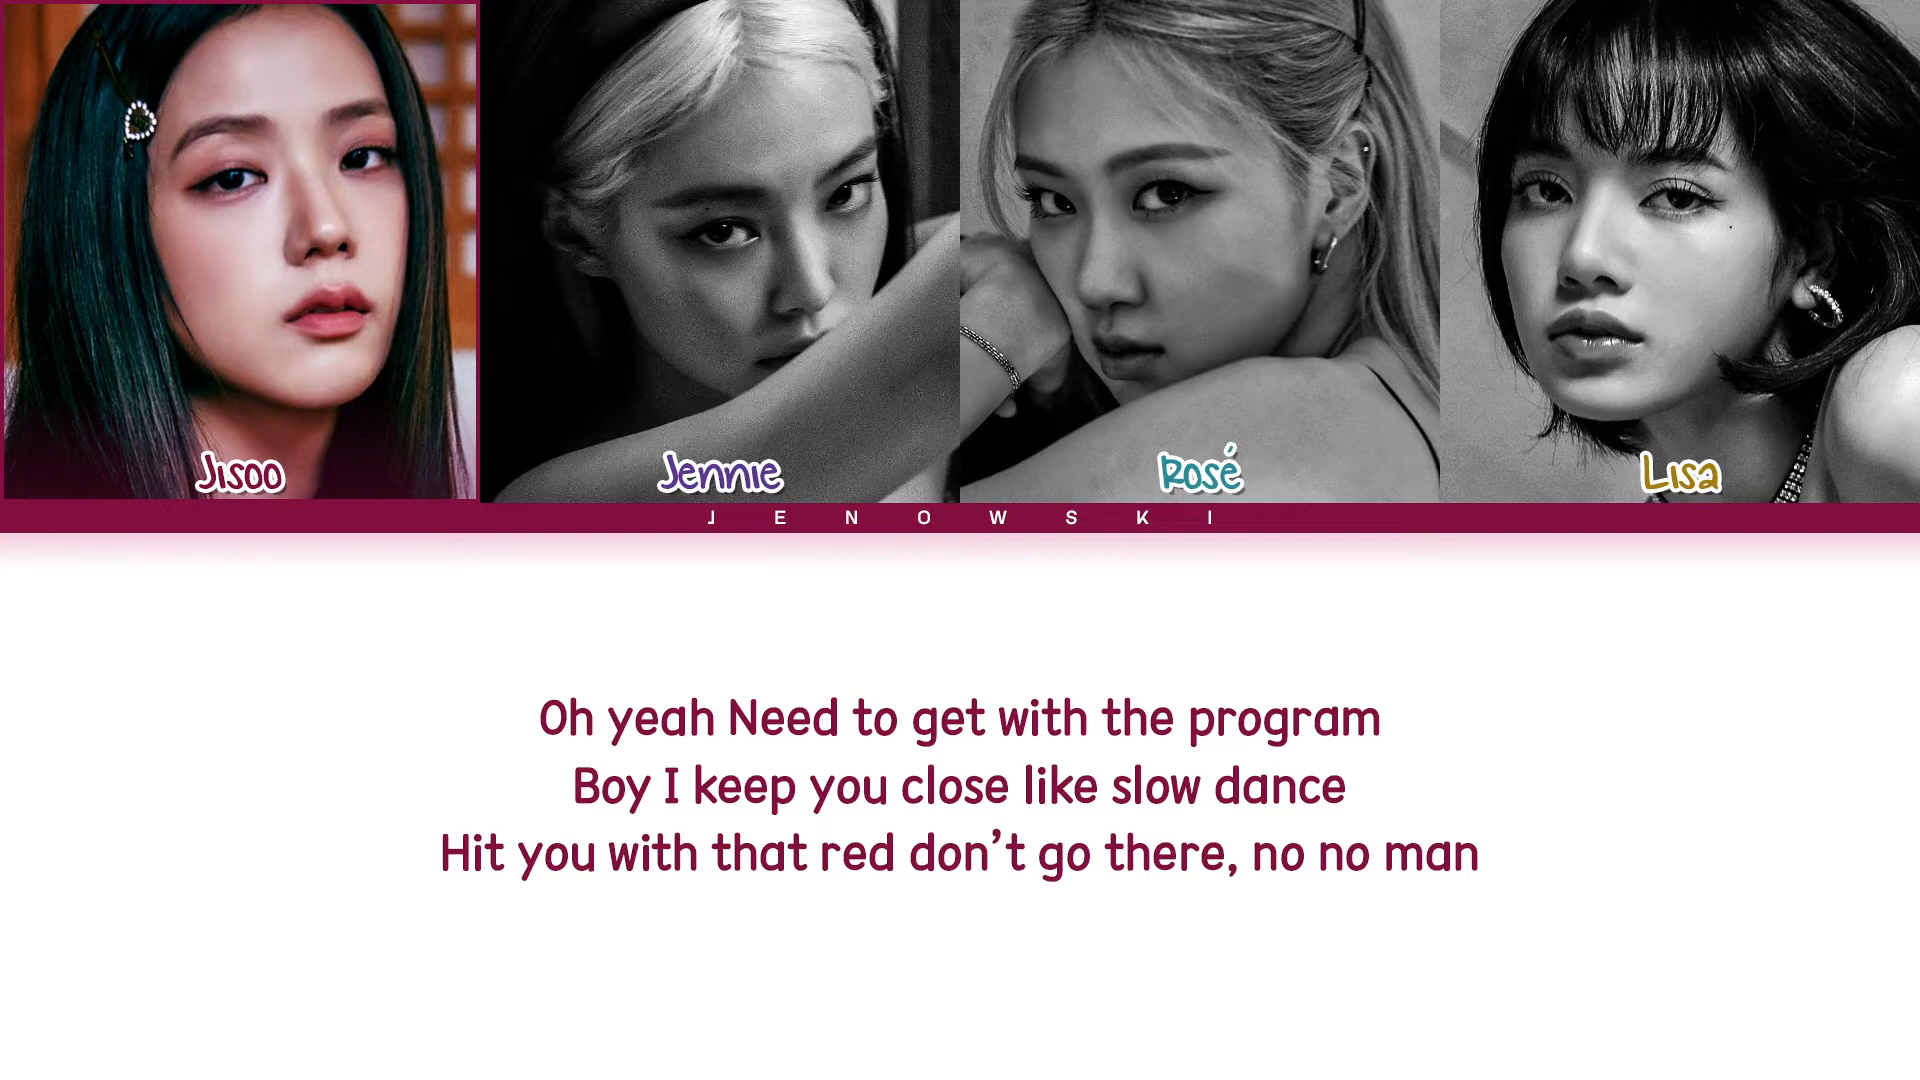 Jisoo
Jennie
Rosé
Lisa
JENOWSKI
Oh yeah Need to get with the program
Boy I keep you close like slow dance
Hit you with that red don’t go there, no no man